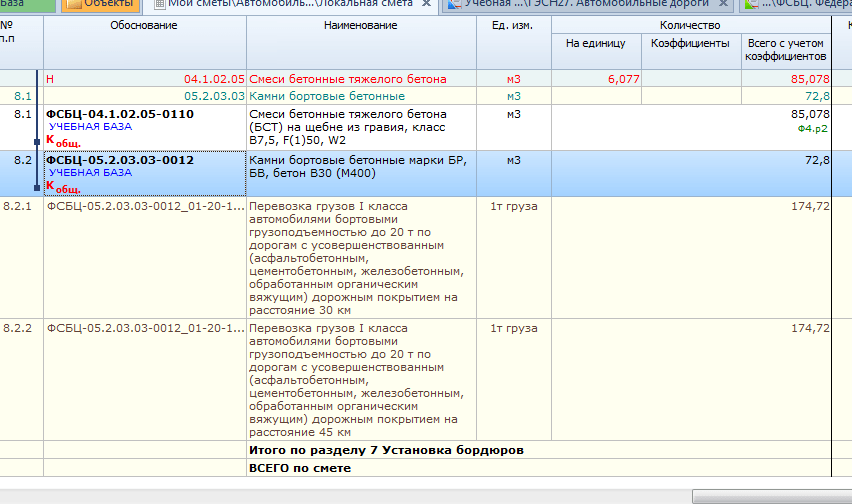 База
Объекты
Мои сметы\Автомобиль...\Локальная смета
Учебная ...\ГЭСН27. Автомобильные дороги
...\ФСБЦ. Федера
№ п.п
Обоснование
Наименование
Ед. изм.
Количество
На единицу
Коэффициенты
Всего с учетом
коэффициентов
Н 04.1.02.05 Смеси бетонные тяжелого бетона м3 6,077 85,078
8.1 05.2.03.03 Камни бортовые бетонные м3 72,8
8.1 ФСБЦ-04.1.02.05-0110 Смеси бетонные тяжелого бетона м3 85,078
УЧЕБНАЯ БАЗА (БСТ) на щебне из гравия, класс Ф4.р2
К общ. В7,5, F(1)50, W2
8.2 ФСБЦ-05.2.03.03-0012 Камни бортовые бетонные марки БР, м3 72,8
УЧЕБНАЯ БАЗА БВ, бетон В30 (М400)
К общ.
8.2.1 ФСБЦ-05.2.03.03-0012_01-20-1... Перевозка грузов I класса 1т груза 174,72
автомобилями бортовыми
грузоподъемностью до 20 т по
дорогам с усовершенствованным
(асфальтобетонным,
цементобетонным, железобетонным,
обработанным органическим
вяжущим) дорожным покрытием на
расстояние 30 км
8.2.2 ФСБЦ-05.2.03.03-0012_01-20-1... Перевозка грузов I класса 1т груза 174,72
автомобилями бортовыми
грузоподъемностью до 20 т по
дорогам с усовершенствованным
(асфальтобетонным,
цементобетонным, железобетонным,
обработанным органическим
вяжущим) дорожным покрытием на
расстояние 45 км
Итого по разделу 7 Установка бордюров
ВСЕГО по смете